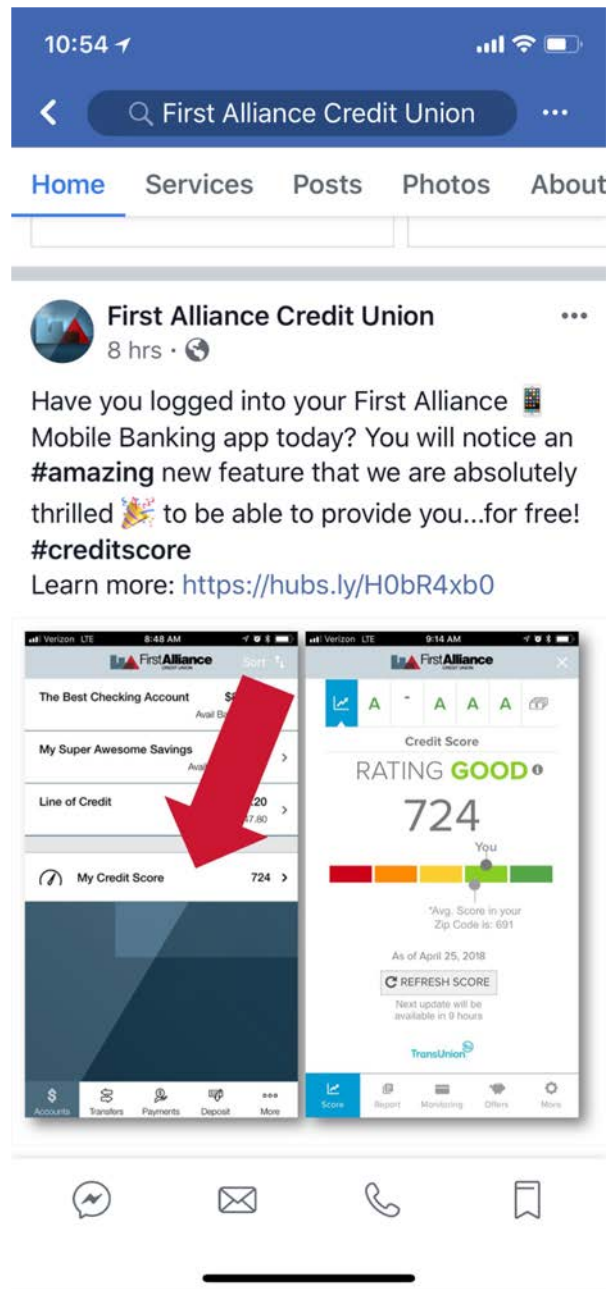 10:54
First Alliance Credit Union
Home Services Posts Photos About
First Alliance Credit Union
8 hrs ·
Have you logged into your First Alliance
Mobile Banking app today? You will notice an
#amazing new feature that we are absolutely
thrilled to be able to provide you...for free!
#creditscore
Learn more: https://hubs.ly/H0bR4xb0
Verizon LTE 8:48 AM
FirstAlliance
CREDIT UNION
Sort
The Best Checking Account
My Super Awesome Savings
Line of Credit
My Credit Score 724
Accounts Transfers Payments Deposit More
Verizon LTE 9:14 AM
FirstAlliance
CREDIT UNION
A - A A A
Credit Score
RATING GOOD
724
You
*Avg. Score in your
Zip Code is: 691
As of April 25, 2018
REFRESH SCORE
Next update will be
available in 9 hours
TransUnion
Score Report Monitoring Offers More